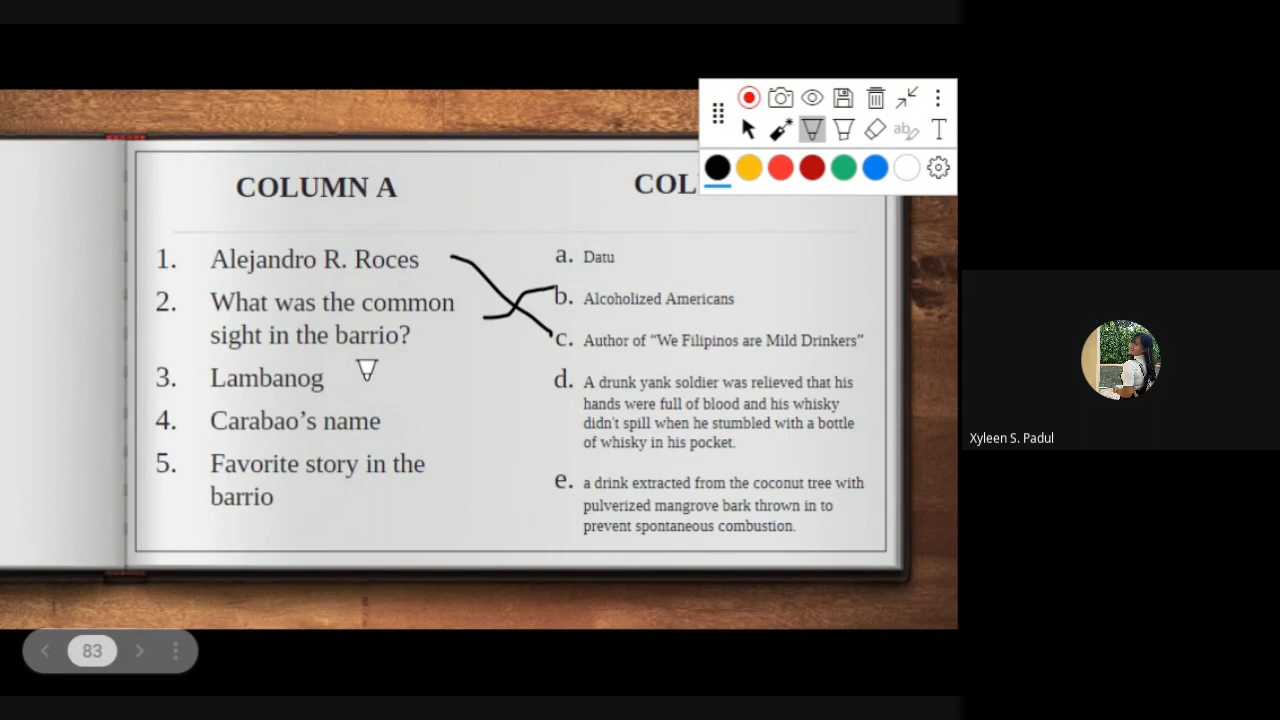 COLUMN A
COL
1. Alejandro R. Roces
2. What was the common
sight in the barrio?
3. Lambanog
4. Carabao’s name
5. Favorite story in the
barrio
a. Datu
b. Alcoholized Americans
c. Author of “We Filipinos are Mild Drinkers”
d. A drunk yank soldier was relieved that his
hands were full of blood and his whisky
didn't spill when he stumbled with a bottle
of whisky in his pocket.
e. a drink extracted from the coconut tree with
pulverized mangrove bark thrown in to
prevent spontaneous combustion.
ab
T
83
Xyleen S. Padul